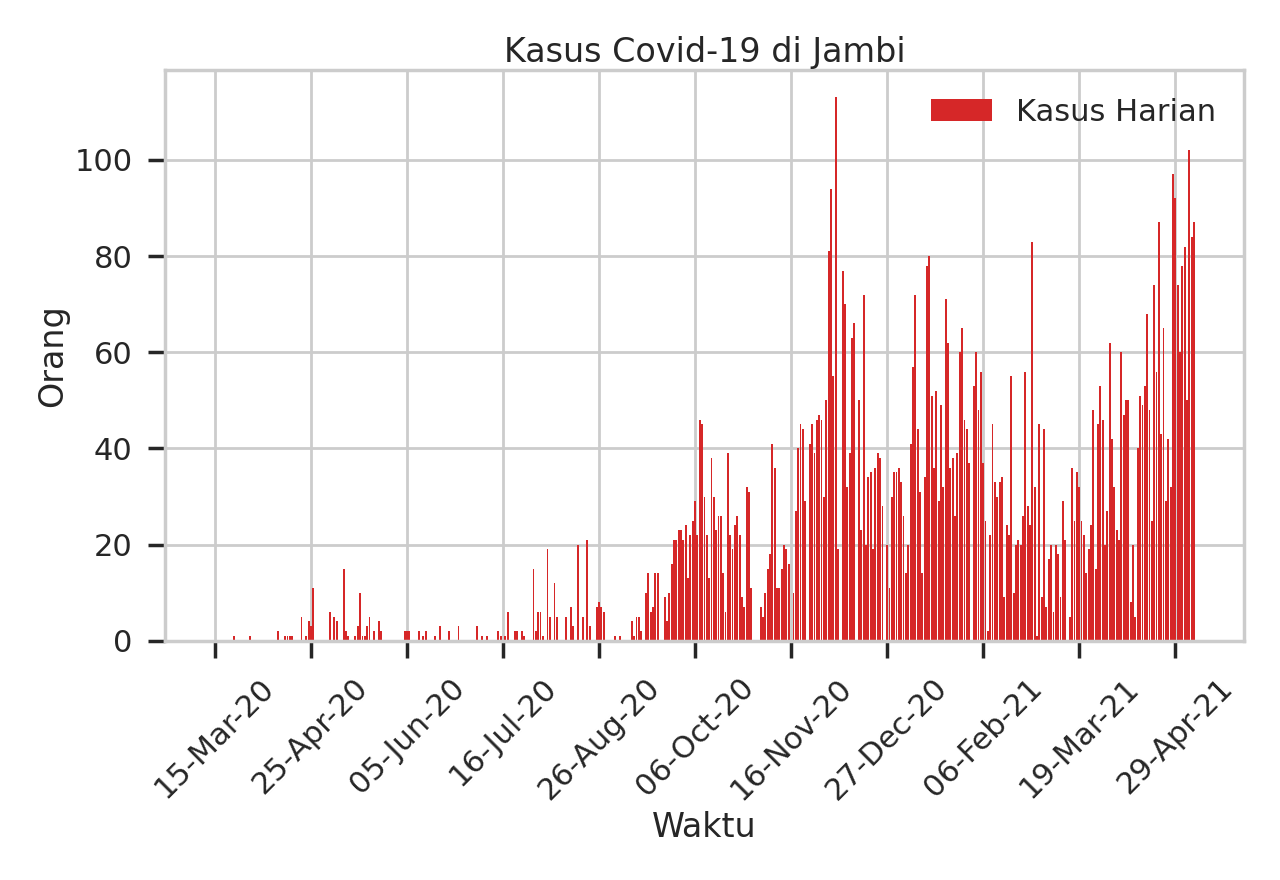 Kasus Covid-19 di Jambi
Kasus Harian
Orang
100
80
60
40
20
0
15-Mar-20
25-Apr-20
05-Jun-20
16-Jul-20
26-Aug-20
06-Oct-20
16-Nov-20
27-Dec-20
06-Feb-21
19-Mar-21
29-Apr-21
Waktu